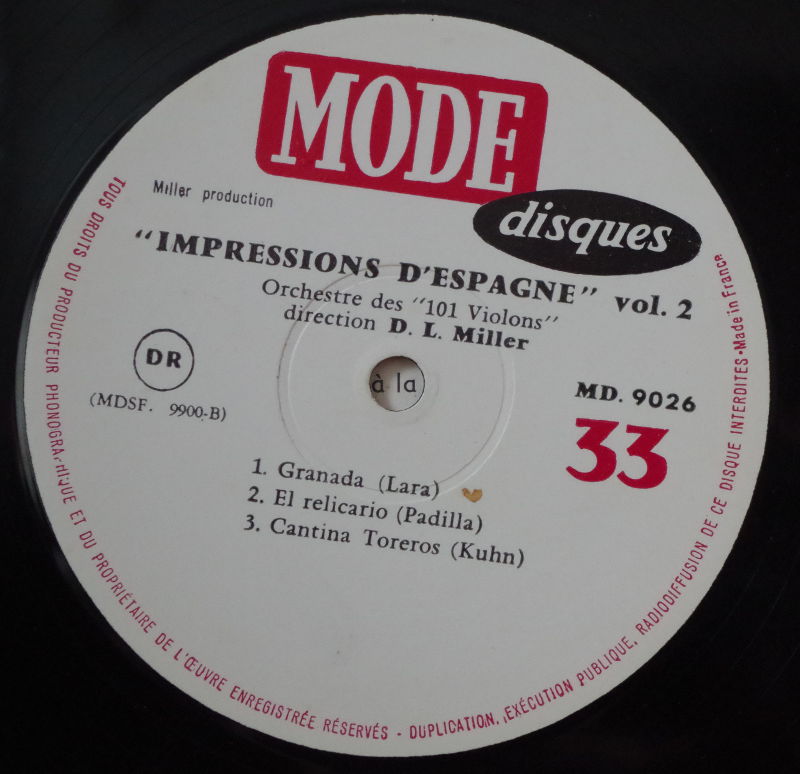 MODE
disques
Miller production
"IMPRESSIONS D'ESPAGNE" vol. 2
Orchestre des "101 Violons"
direction D. L. Miller
DR
(MDSF. 9900-B)
à la
MD. 9026
33
1. Granada (Lara)
2. El relicario (Padilla)
3. Cantina Toreros (Kuhn)
TOUS DROITS DU PRODUCTEUR PHONOGRAPHIQUE ET DU PROPRIÉTAIRE DE L'ŒUVRE ENREGISTRÉE RÉSERVÉS - DUPLICATION, EXÉCUTION PUBLIQUE, RADIODIFFUSION DE CE DISQUE INTERDITES • Made in France